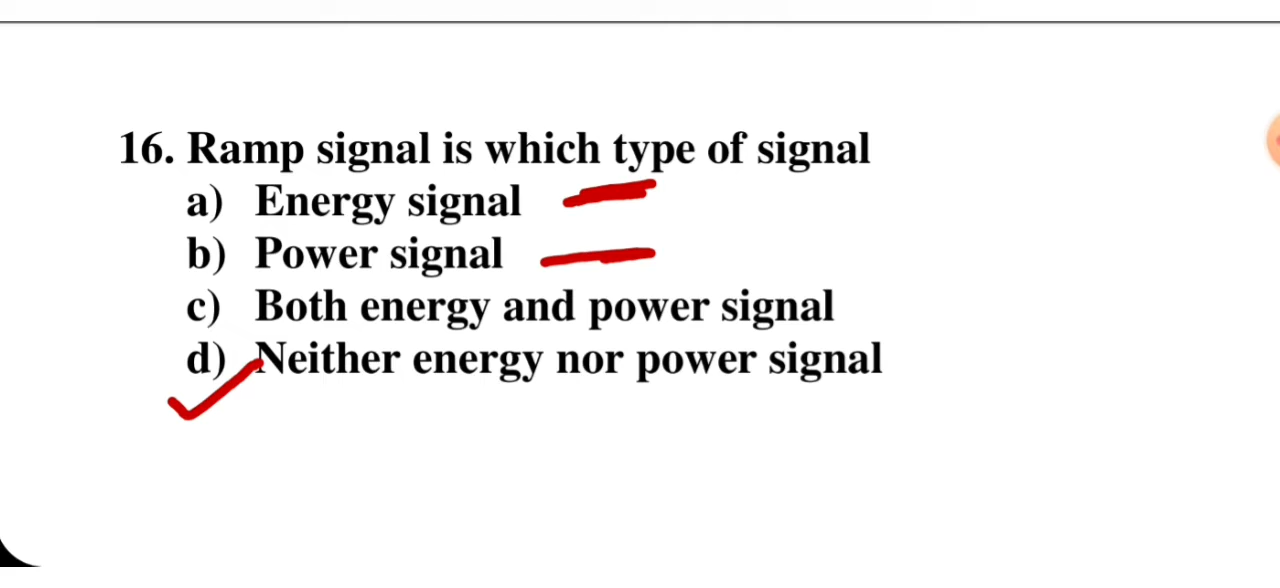 16. Ramp signal is which type of signal
a) Energy signal
b) Power signal
c) Both energy and power signal
d) Neither energy nor power signal